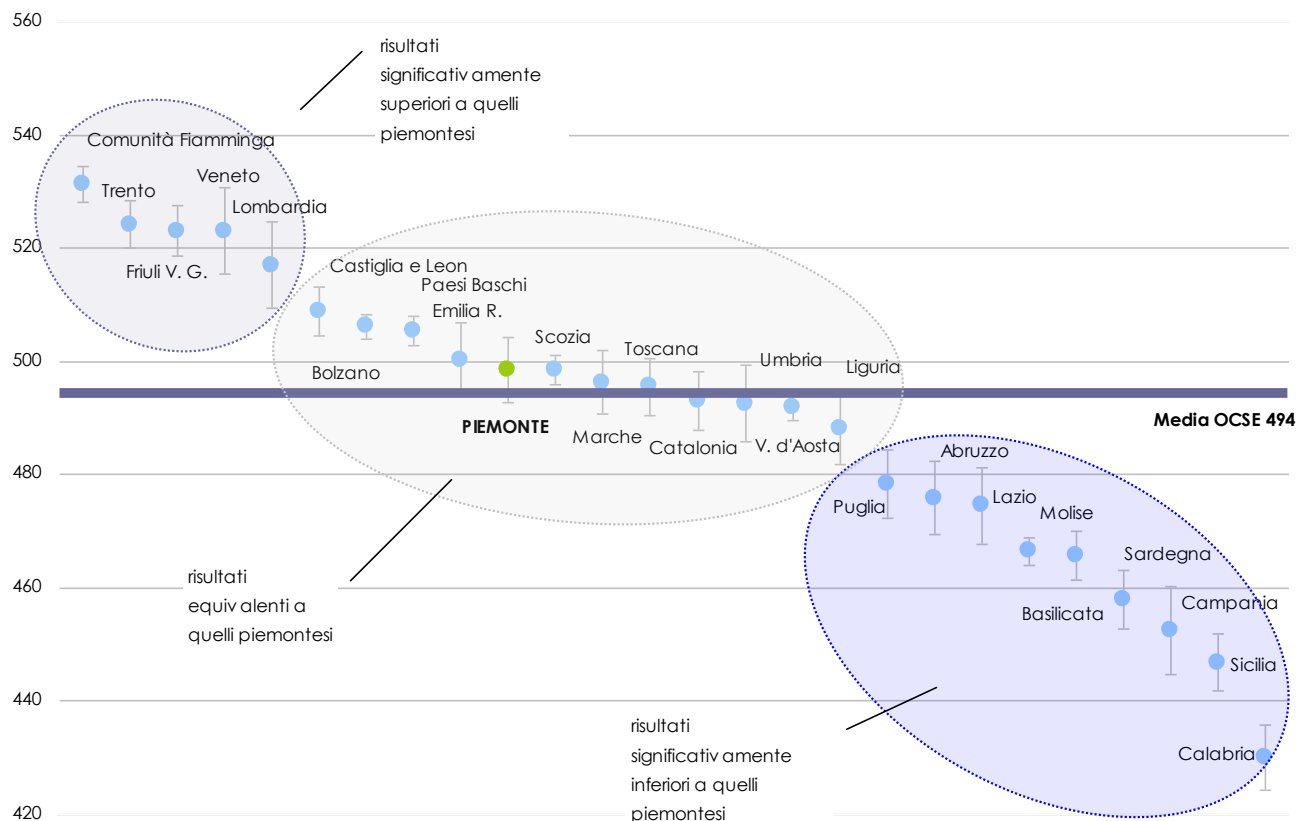 560
risultati
significativ amente
superiori a quelli
piemontesi
540
Comunità Fiamminga
Trento
Veneto
Lombardia
520
Friuli V. G.
Castiglia e Leon
Paesi Baschi
Emilia R.
Scozia
Toscana
Umbria
Liguria
500
Bolzano
PIEMONTE
Marche
Catalonia
V. d'Aosta
Media OCSE 494
480
Abruzzo
Puglia
Lazio
Molise
Sardegna
risultati
equiv alenti a
quelli piemontesi
460
Basilicata
Campania
Sicilia
440
risultati
significativ amente
inferiori a quelli
piemontesi
Calabria
420